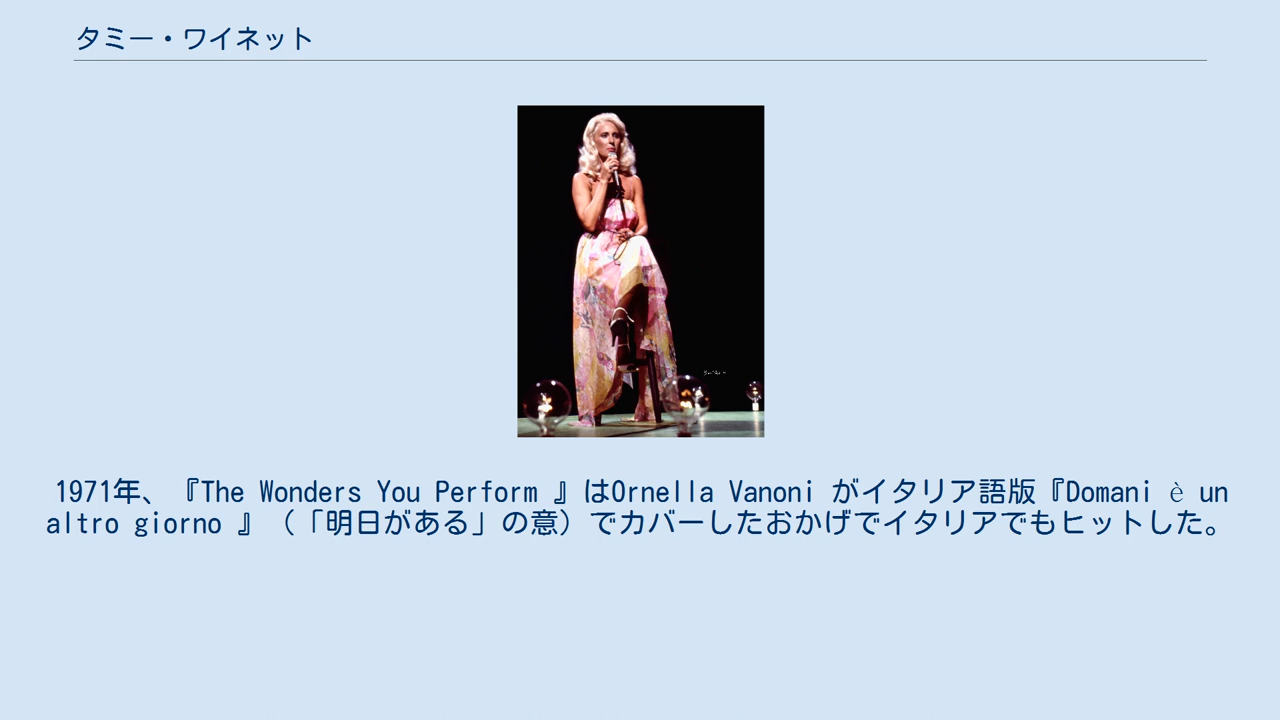 タミー・ワイネット
1971年、『The Wonders You Perform 』はOrnella Vanoni がイタリア語版『Domani è un
altro giorno 』（「明日がある」の意）でカバーしたおかげでイタリアでもヒットした。